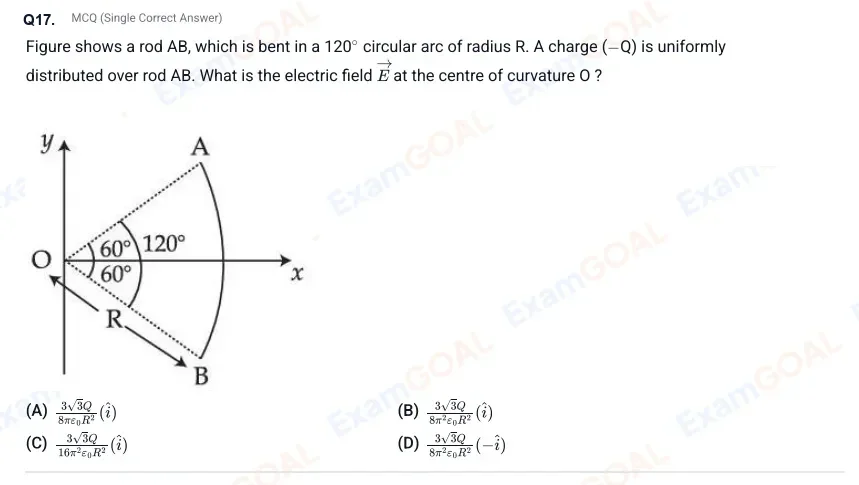 Q17. MCQ (Single Correct Answer)
Figure shows a rod AB, which is bent in a 120° circular arc of radius R. A charge (−Q) is uniformly
distributed over rod AB. What is the electric field $\overrightarrow{E}$ at the centre of curvature O ?
y
A
60° 120°
O
60°
x
R
B
(A) $\frac{3\sqrt{3}Q}{8\pi\varepsilon_0 R^2}(\hat{i})$
(B) $\frac{3\sqrt{3}Q}{8\pi^2\varepsilon_0 R^2}(\hat{i})$
(C) $\frac{3\sqrt{3}Q}{16\pi^2\varepsilon_0 R^2}(\hat{i})$
(D) $\frac{3\sqrt{3}Q}{8\pi^2\varepsilon_0 R^2}(-\hat{i})$
ExamGOAL
ExamGOAL
ExamGOAL
ExamGOAL